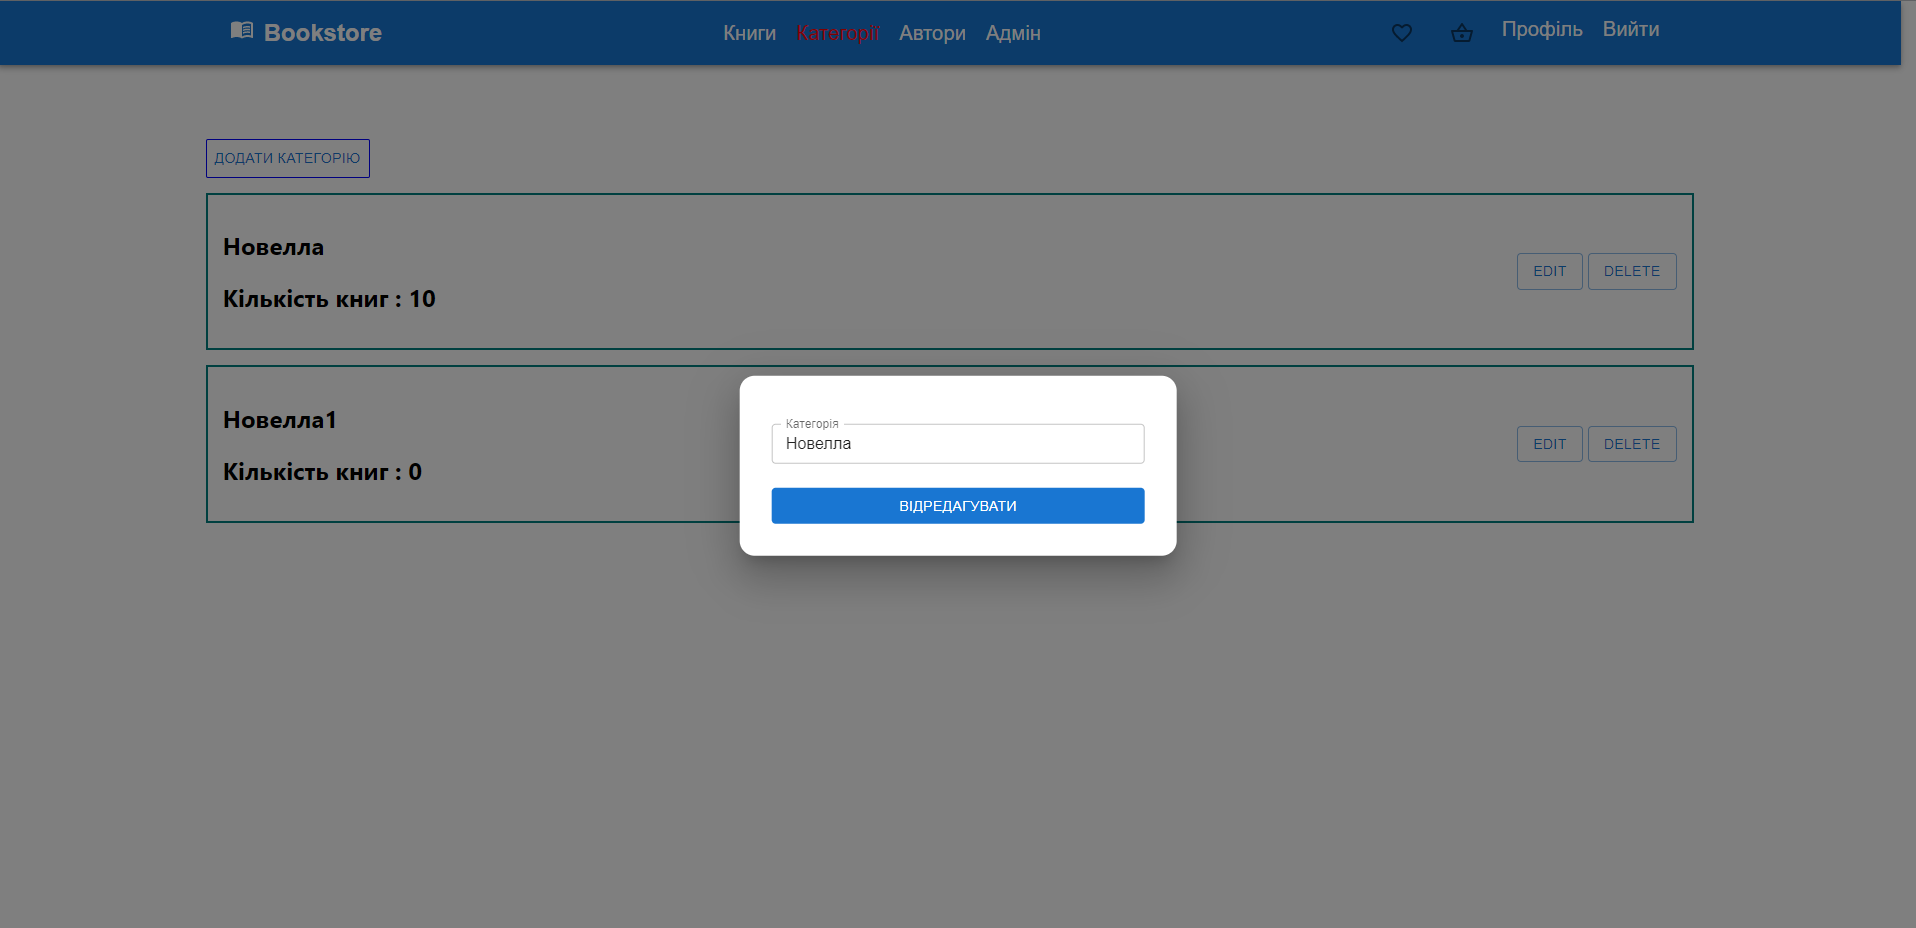 Bookstore
Книги Категорії Автори Адмін
Профіль Вийти
ДОДАТИ КАТЕГОРІЮ
Новелла
Кількість книг : 10
EDIT DELETE
Новелла1
Кількість книг : 0
EDIT DELETE
Категорія
Новелла
ВІДРЕДАГУВАТИ